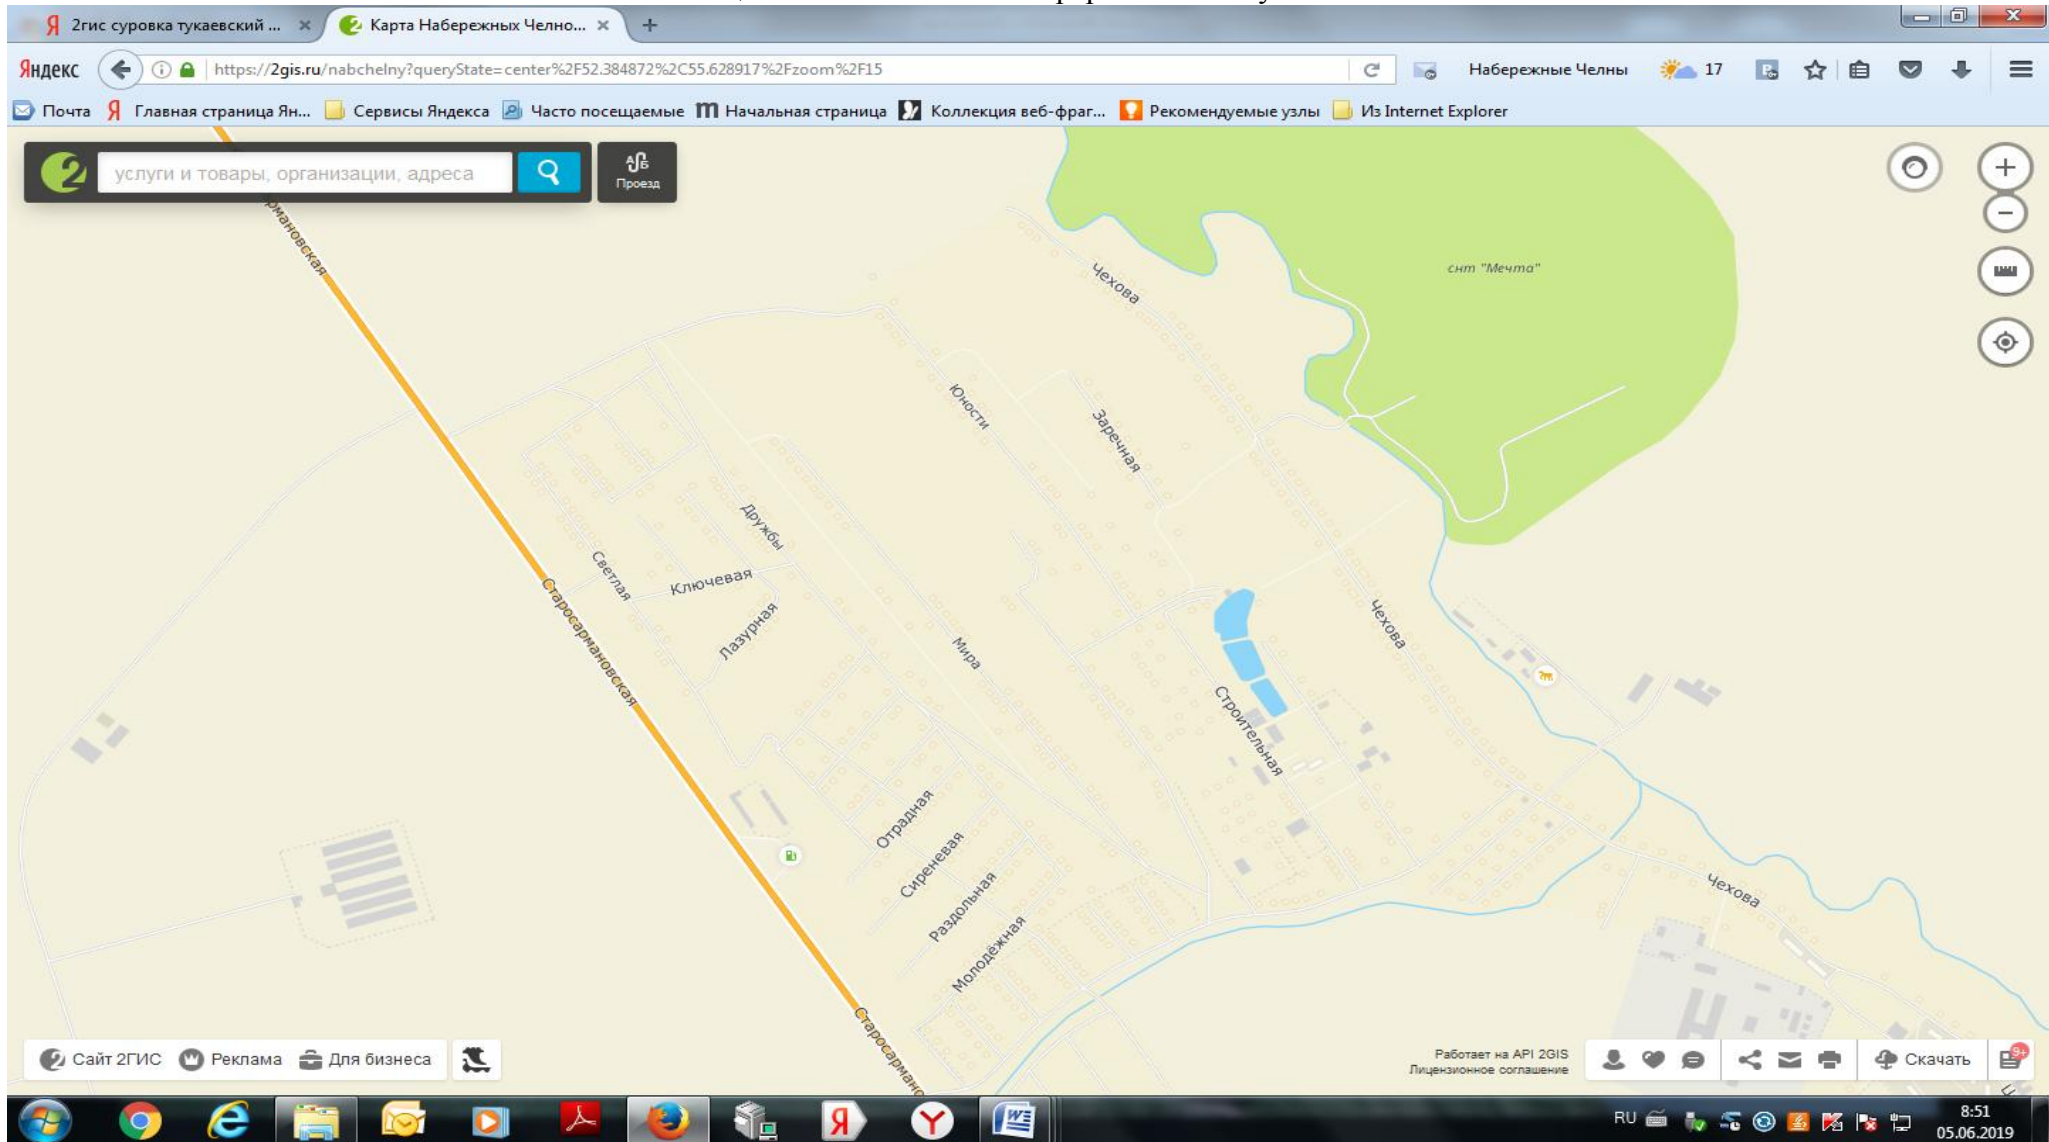 2гис суровка тукаевский ...
Карта Набережных Челно...
Яндекс
https://2gis.ru/nabchelny?queryState=center%2F52.384872%2C55.628917%2Fzoom%2F15
Набережные Челны
17
Почта
Главная страница Ян...
Сервисы Яндекса
Часто посещаемые
Начальная страница
Коллекция веб-фраг...
Рекомендуемые узлы
Из Internet Explorer
услуги и товары, организации, адреса
Проезд
снт "Мечта"
Чехова
Юности
Заречная
Дружбы
Светлая
Ключевая
Лазурная
Старосармановская
Мира
Чехова
Строительная
Отрадная
Сиреневая
Раздольная
Молодёжная
Чехова
Сайт 2ГИС
Реклама
Для бизнеса
Работает на API 2GIS
Лицензионное соглашение
Скачать
9+
RU
8:51
05.06.2019